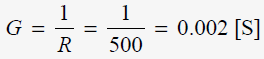 G = 1/R = 1/500 = 0.002 [S]